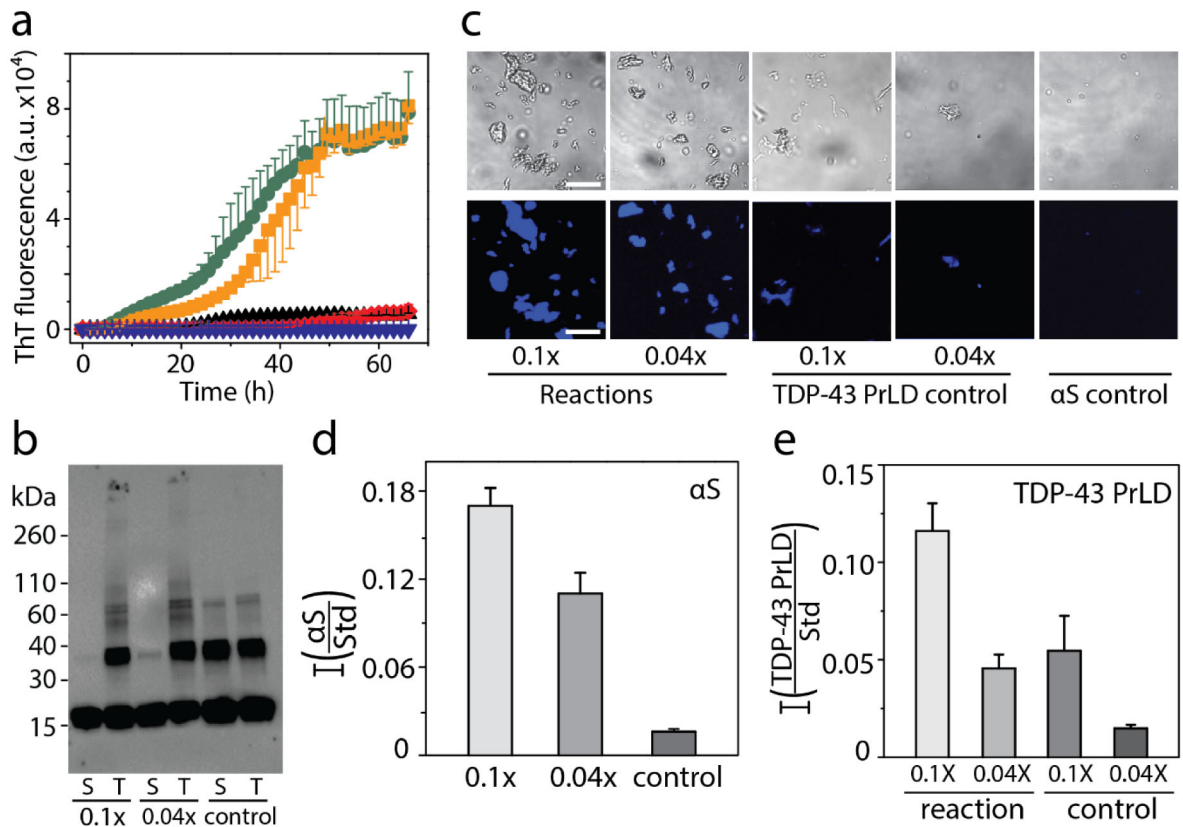 a
ThT fluorescence (a.u. x10⁴)
8
4
0
0 20 40 60
Time (h)
c
0.1x 0.04x 0.1x 0.04x
Reactions TDP-43 PrLD control αS control
b
kDa
260
110
60
40
30
15
S T S T S T
0.1x 0.04x control
d
αS
I(αS/Std)
0.18
0.12
0.06
0
0.1x 0.04x control
e
TDP-43 PrLD
I(TDP-43 PrLD/Std)
0.15
0.10
0.05
0
0.1x 0.04X 0.1x 0.04X
reaction control